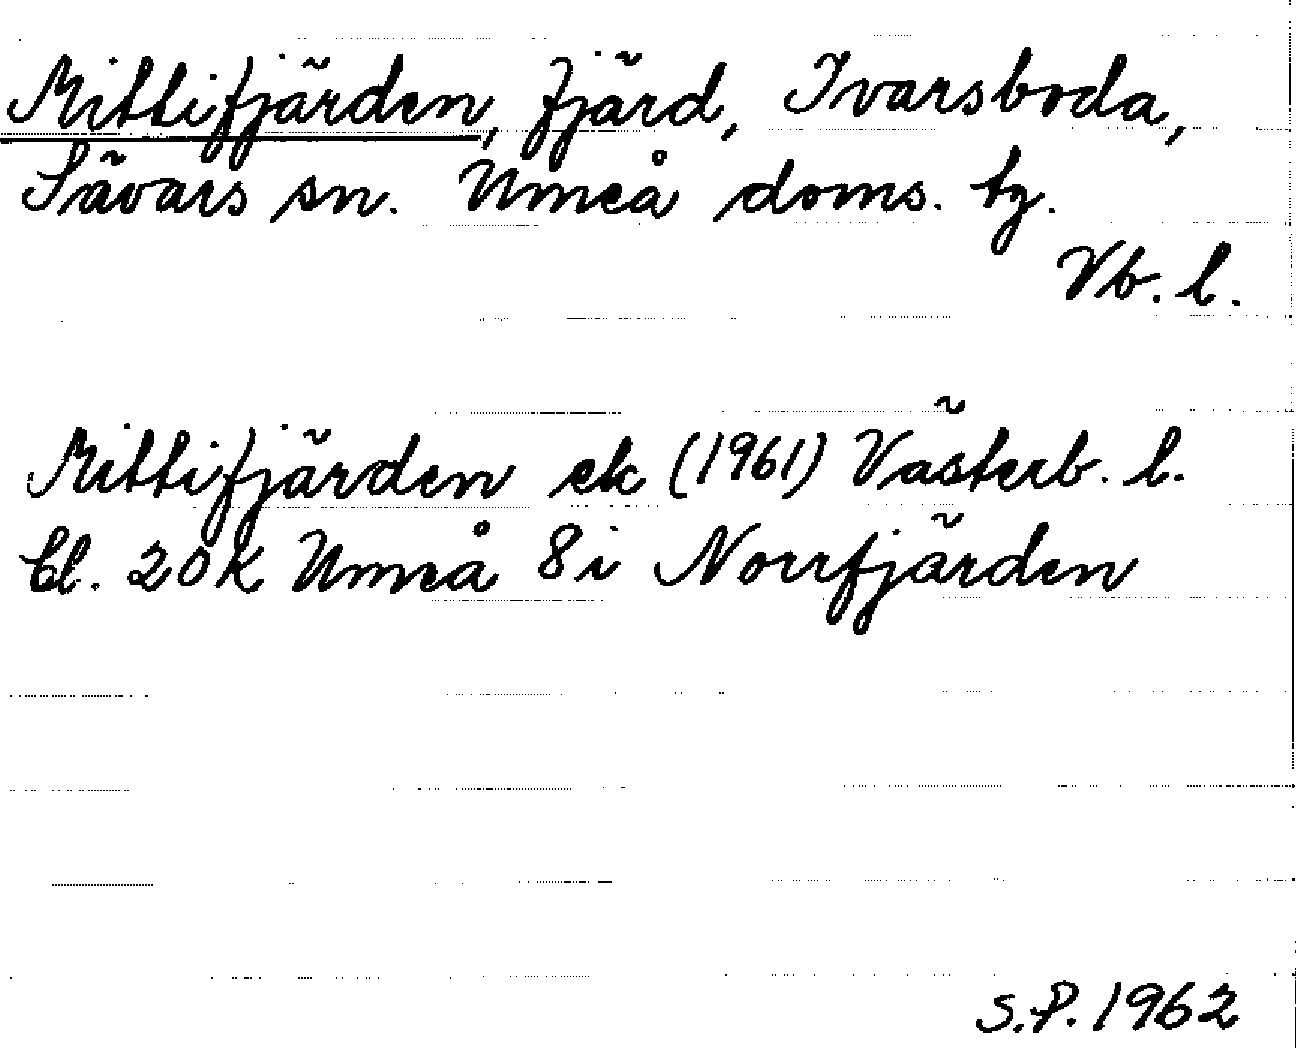 Mittifjärden, fjärd, Ivarsboda,
Sävars sn. Umeå doms. tg.
Vb. l.
Mittifjärden ek (1961) Västerb. l.
Bl. 20K Umeå 8i Norrfjärden
S.P. 1962